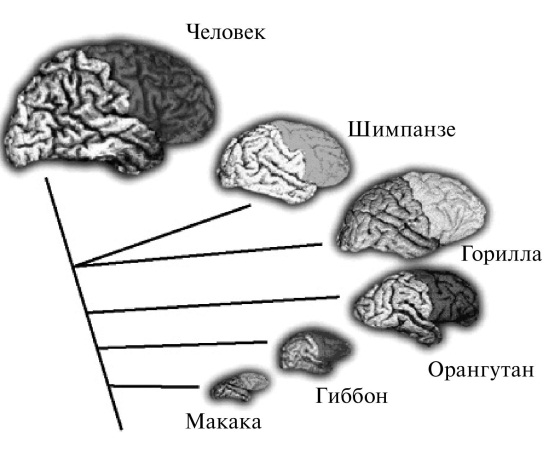 Человек
Шимпанзе
Горилла
Орангутан
Гиббон
Макака